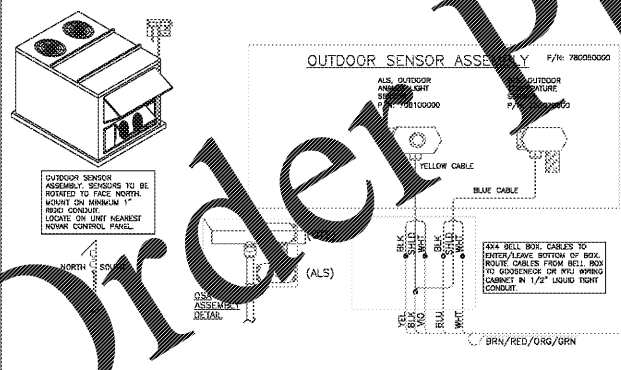 OUTDOOR SENSOR ASSEMBLY P/N: 780050000
ALS, OUTDOOR
ANALOG LIGHT
OUTDOOR
YELLOW CABLE
BLUE CABLE
OUTDOOR SENSOR
ASSEMBLY. SENSORS TO BE
ROTATED TO FACE NORTH.
MOUNT ON MINIMUM 1"
RIGID CONDUIT.
LOCATE ON UNIT NEAREST
NOVAR CONTROL PANEL.
NORTH SOUTH
(ALS)
OSA
ASSEMBLY
DETAIL
BLK
SHLD
WHT
BLK
SHLD
WHT
YEL
BLK
VIO
BLU
WHT
4X4 BELL BOX. CABLES TO
ENTER/LEAVE BOTTOM OF BOX.
ROUTE CABLES FROM BELL BOX
TO GOOSENECK OR RTU WIRING
CABINET IN 1/2" LIQUID TIGHT
CONDUIT.
BRN/RED/ORG/GRN
order P